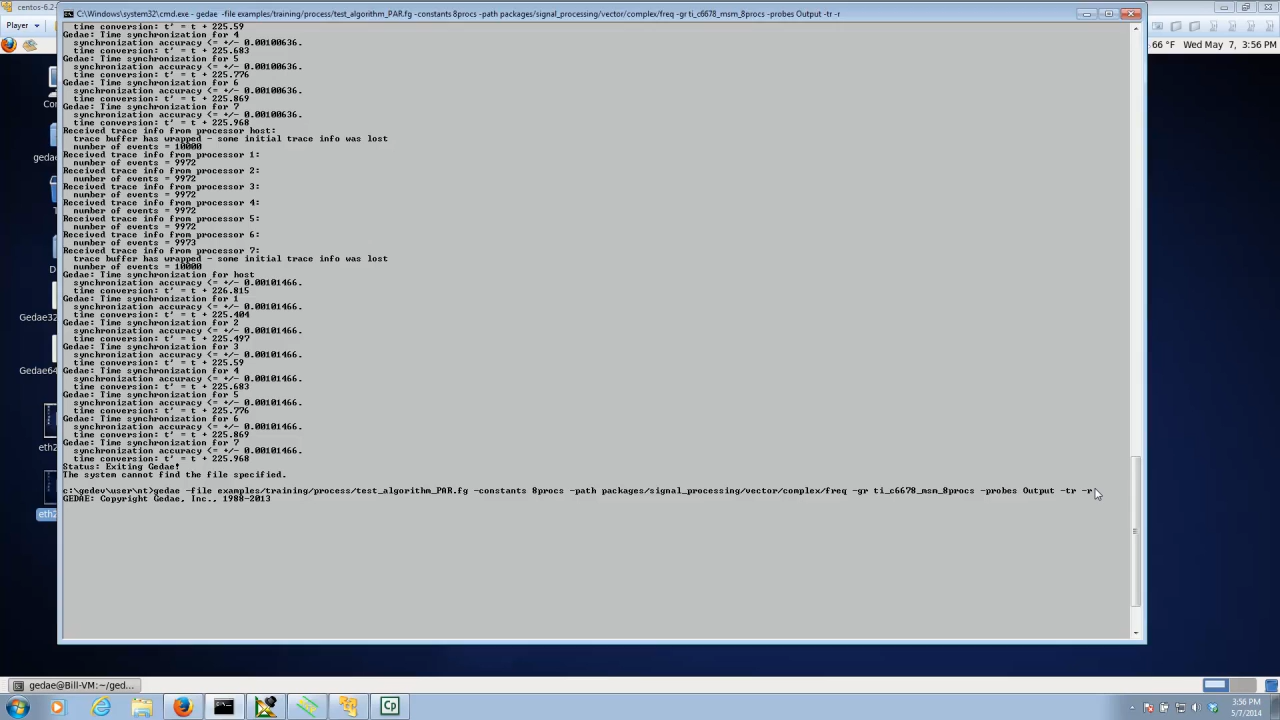 centos-6.2-
C:\Windows\system32\cmd.exe - gedae -file examples/training/process/test_algorithm_PAR.fg -constants 8procs -path packages/signal_processing/vector/complex/freq -gr ti_c6678_msm_8procs -probes Output -tr -r
Player
66 °F Wed May 7, 3:56 PM
time conversion: t' = t + 225.59
Gedae: Time synchronization for 4
synchronization accuracy <= +/- 0.00100636.
time conversion: t' = t + 225.683
Gedae: Time synchronization for 5
synchronization accuracy <= +/- 0.00100636.
time conversion: t' = t + 225.776
Gedae: Time synchronization for 6
synchronization accuracy <= +/- 0.00100636.
time conversion: t' = t + 225.869
Gedae: Time synchronization for 7
synchronization accuracy <= +/- 0.00100636.
time conversion: t' = t + 225.968
Received trace info from processor host:
trace buffer has wrapped - some initial trace info was lost
number of events = 10000
Received trace info from processor 1:
number of events = 9972
Received trace info from processor 2:
number of events = 9972
Received trace info from processor 3:
number of events = 9972
Received trace info from processor 4:
number of events = 9972
Received trace info from processor 5:
number of events = 9972
Received trace info from processor 6:
number of events = 9973
Received trace info from processor 7:
trace buffer has wrapped - some initial trace info was lost
number of events = 10000
Gedae: Time synchronization for host
synchronization accuracy <= +/- 0.00101466.
time conversion: t' = t + 226.815
Gedae: Time synchronization for 1
synchronization accuracy <= +/- 0.00101466.
time conversion: t' = t + 225.404
Gedae: Time synchronization for 2
synchronization accuracy <= +/- 0.00101466.
time conversion: t' = t + 225.497
Gedae: Time synchronization for 3
synchronization accuracy <= +/- 0.00101466.
time conversion: t' = t + 225.59
Gedae: Time synchronization for 4
synchronization accuracy <= +/- 0.00101466.
time conversion: t' = t + 225.683
Gedae: Time synchronization for 5
synchronization accuracy <= +/- 0.00101466.
time conversion: t' = t + 225.776
Gedae: Time synchronization for 6
synchronization accuracy <= +/- 0.00101466.
time conversion: t' = t + 225.869
Gedae: Time synchronization for 7
synchronization accuracy <= +/- 0.00101466.
time conversion: t' = t + 225.968
Status: Exiting Gedae!
The system cannot find the file specified.
c:\gedev\user\nt>gedae -file examples/training/process/test_algorithm_PAR.fg -constants 8procs -path packages/signal_processing/vector/complex/freq -gr ti_c6678_msm_8procs -probes Output -tr -r
GEDAE: Copyright Gedae, Inc., 1988-2013
Co
geda
T
D
Gedae32
Gedae64
eth2
eth2
gedae@Bill-VM:~/ged...
Cp
3:56 PM
5/7/2014